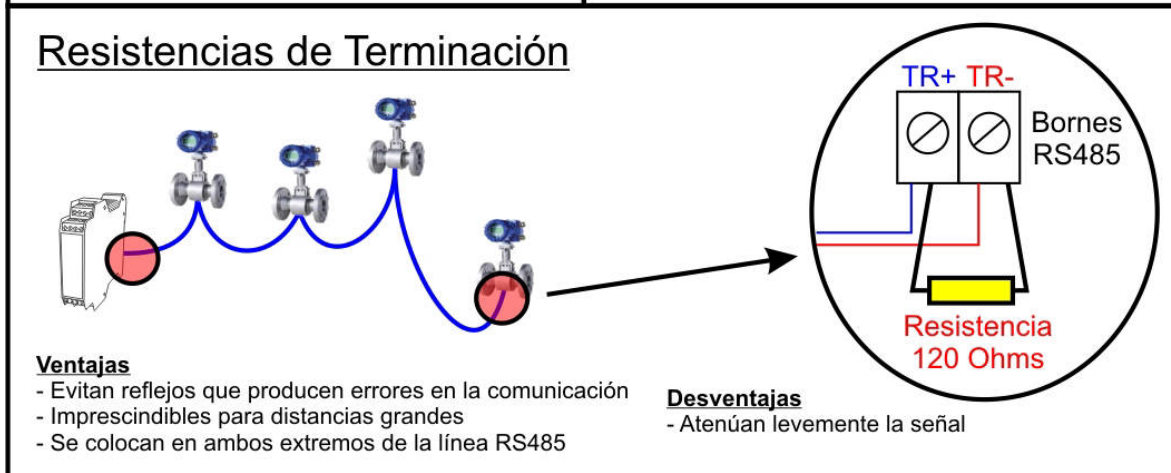 Resistencias de Terminación
TR+ TR-
Bornes
RS485
Resistencia
120 Ohms
Ventajas
- Evitan reflejos que producen errores en la comunicación
- Imprescindibles para distancias grandes
- Se colocan en ambos extremos de la línea RS485
Desventajas
- Atenúan levemente la señal